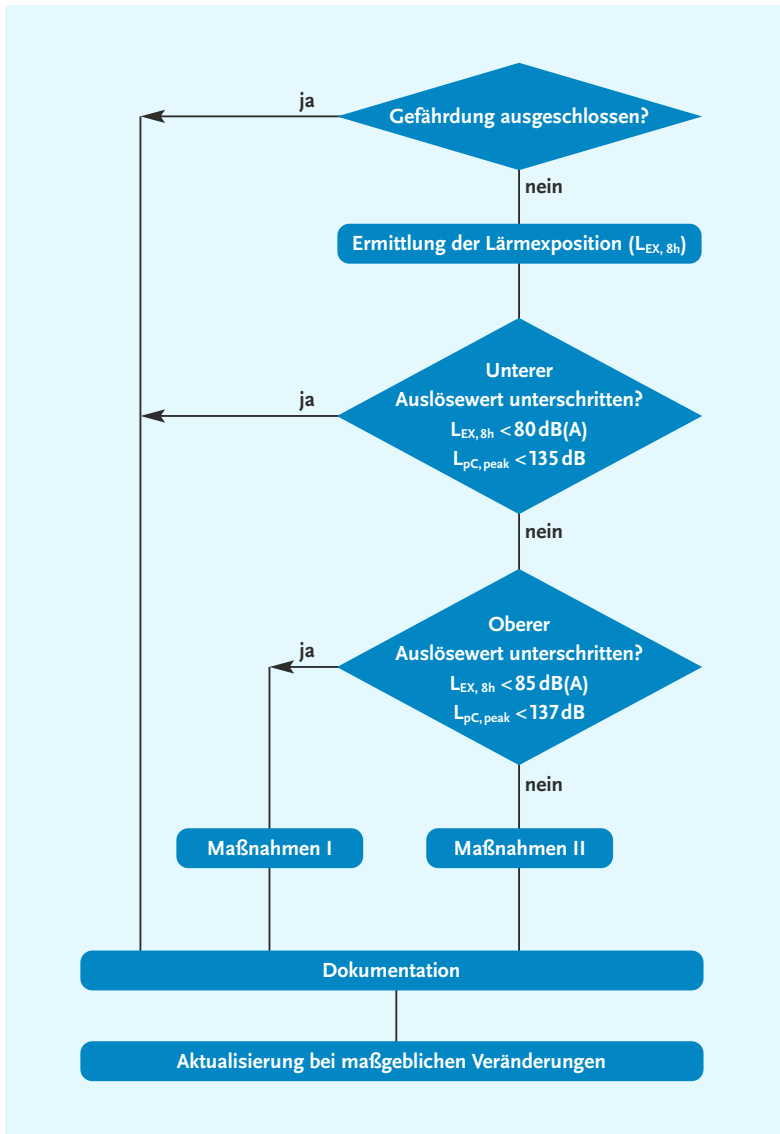 Gefährdung ausgeschlossen?
ja
nein
Ermittlung der Lärmexposition (LEX, 8h)
Unterer
Auslösewert unterschritten?
LEX, 8h < 80 dB(A)
LpC, peak < 135 dB
ja
nein
Oberer
Auslösewert unterschritten?
LEX, 8h < 85 dB(A)
LpC, peak < 137 dB
ja
nein
Maßnahmen I
Maßnahmen II
Dokumentation
Aktualisierung bei maßgeblichen Veränderungen